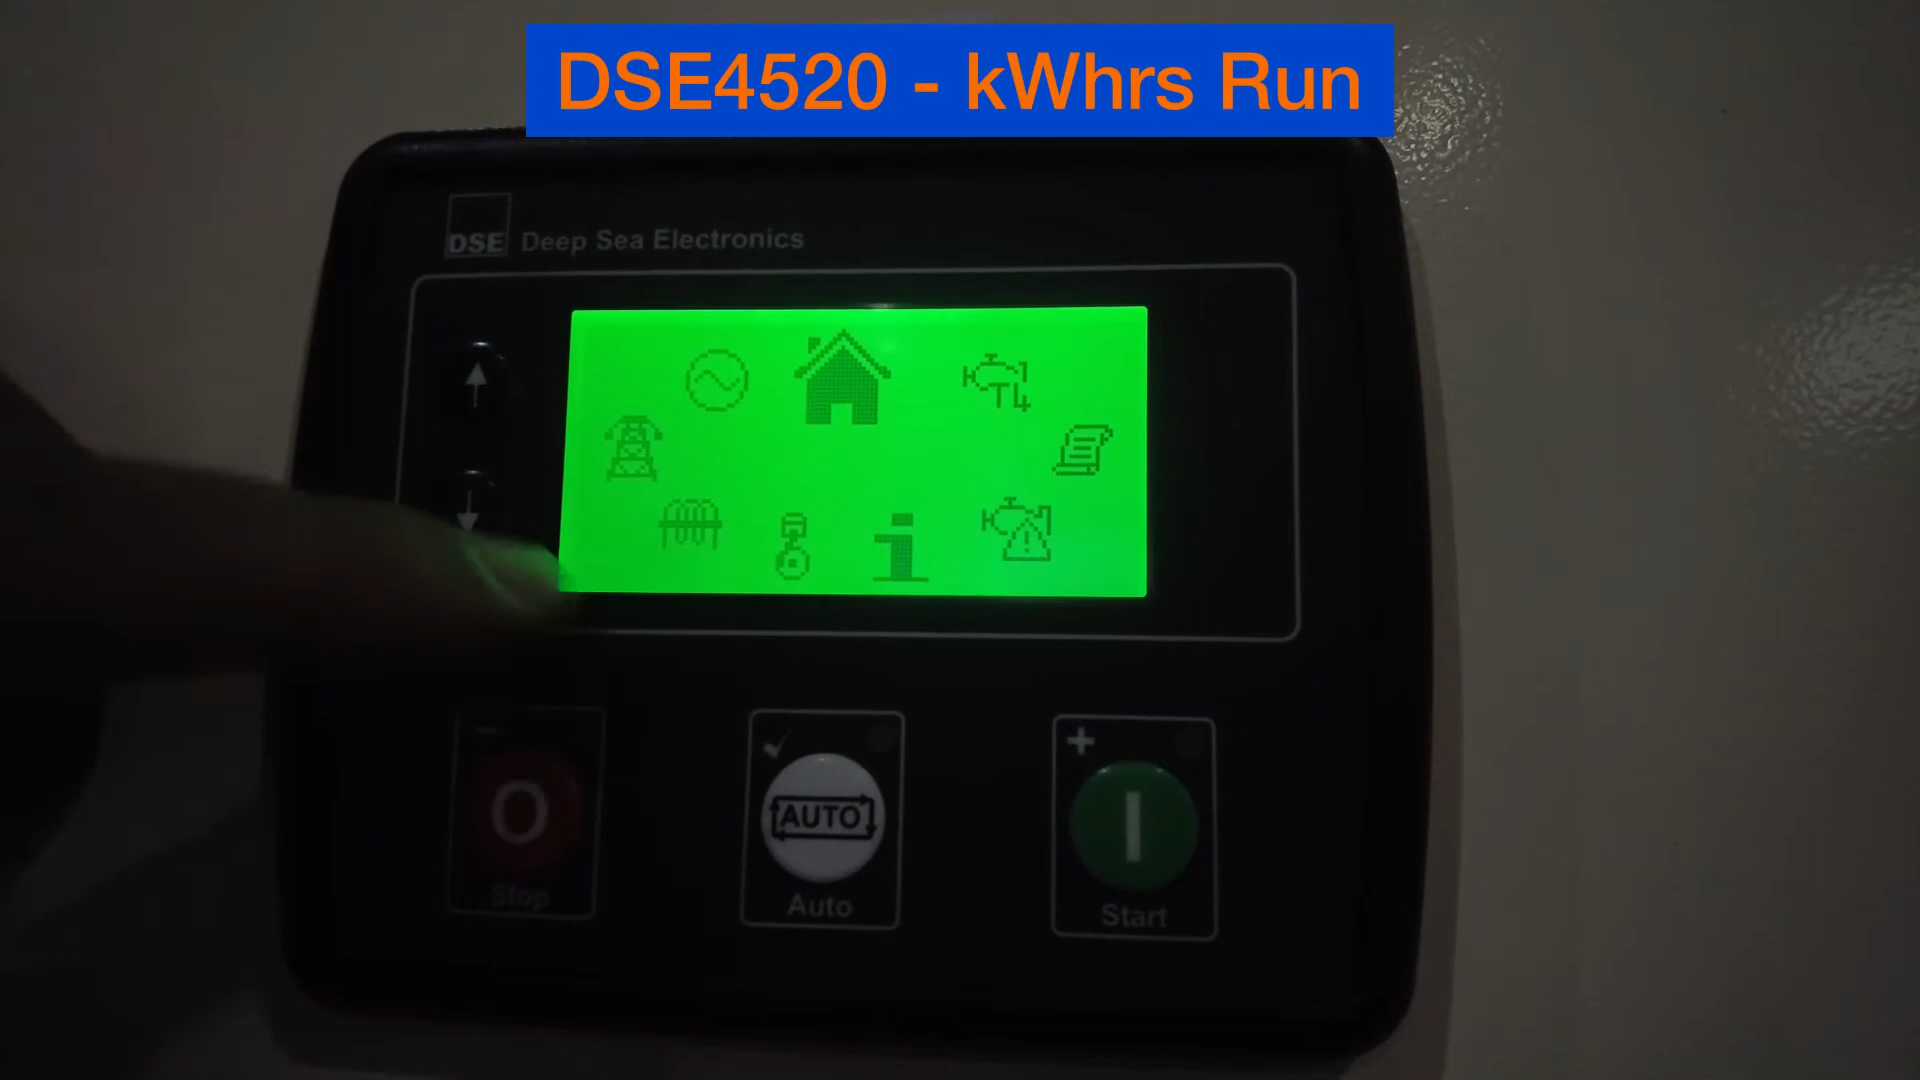 DSE4520 - kWhrs Run
DSE Deep Sea Electronics
O
AUTO
I
Stop
Auto
Start